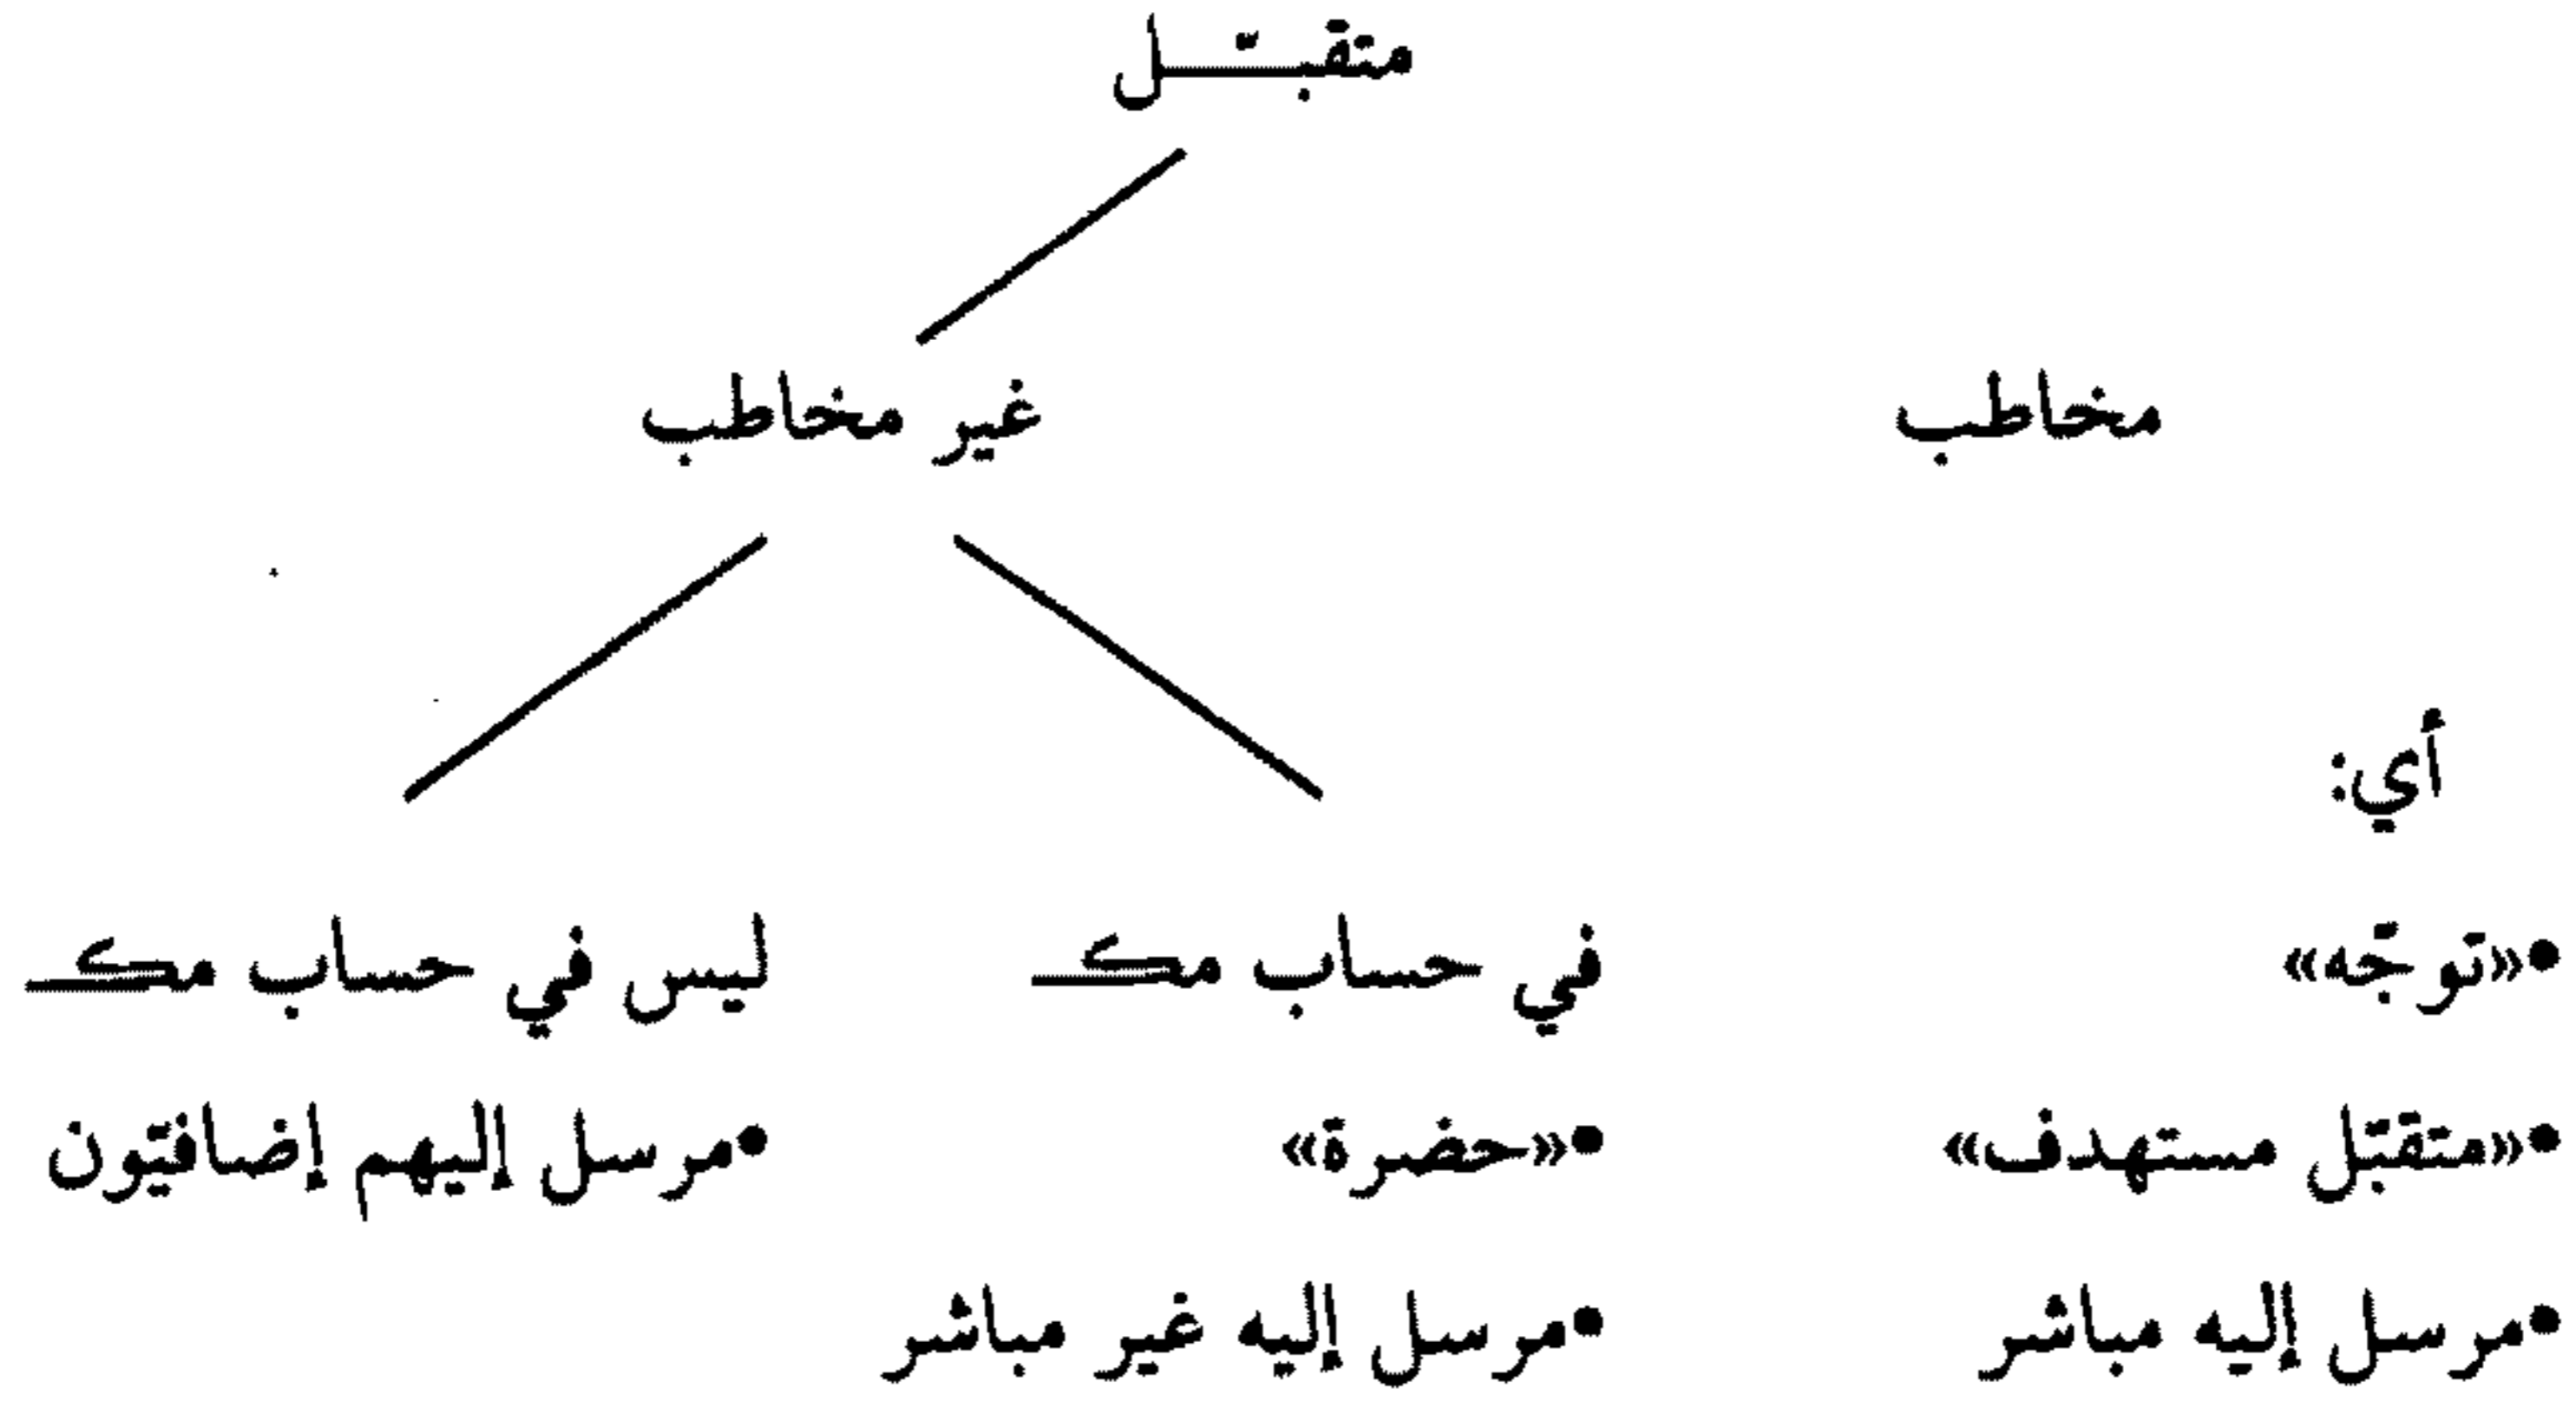 متقبّـــل
مخاطب غير مخاطب
أي:
•«توجّه» في حساب مكـ ليس في حساب مكـ
•«متقبّل مستهدف» •«حضرة» •مرسل إليهم إضافيّون
•مرسل إليه مباشر •مرسل إليه غير مباشر